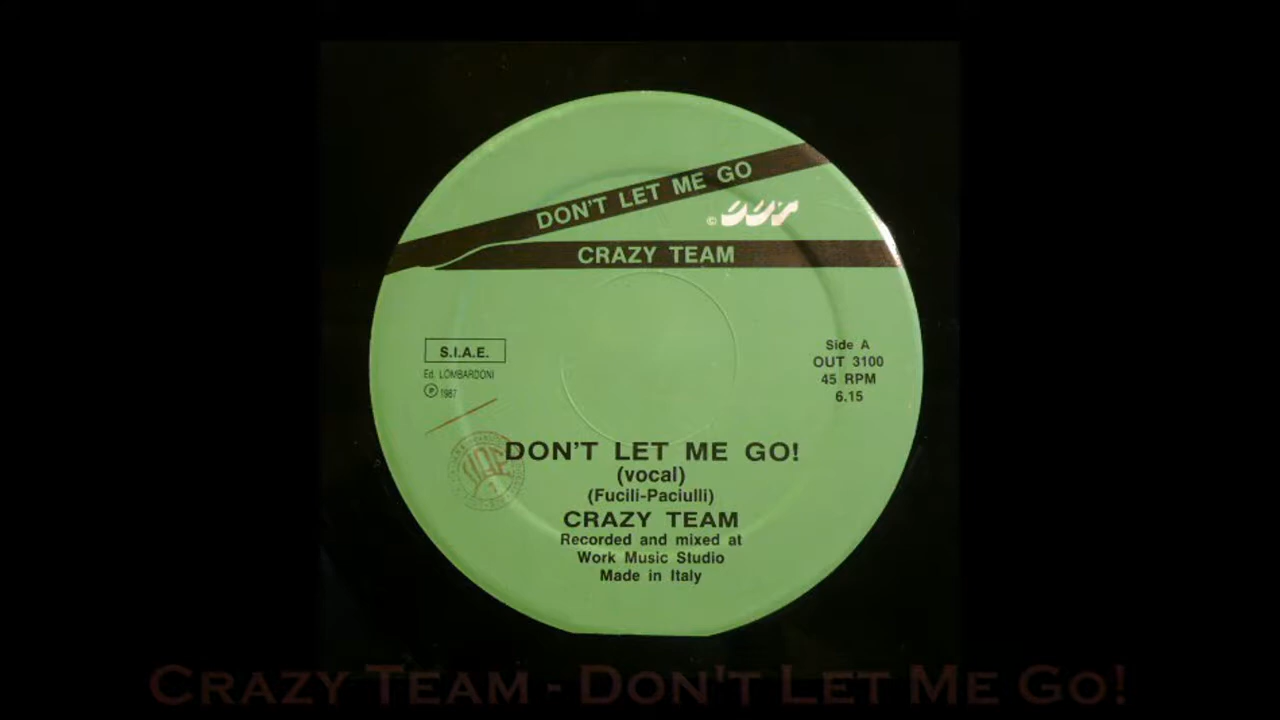 DON'T LET ME GO
© OUT
CRAZY TEAM
S.I.A.E.
Ed. LOMBARDONI
℗ 1987
Side A
OUT 3100
45 RPM
6.15
DON'T LET ME GO!
(vocal)
(Fucili-Paciulli)
CRAZY TEAM
Recorded and mixed at
Work Music Studio
Made in Italy
CRAZY TEAM - DON'T LET ME GO!